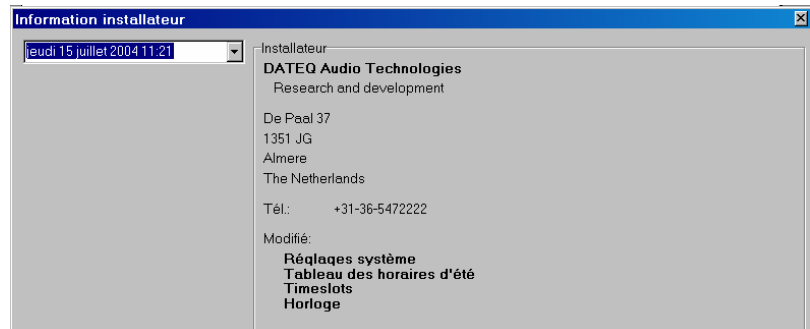 Information installateur
jeudi 15 juillet 2004 11:21
Installateur
DATEQ Audio Technologies
Research and development
De Paal 37
1351 JG
Almere
The Netherlands
Tél.: +31-36-5472222
Modifié:
Réglages système
Tableau des horaires d'été
Timeslots
Horloge